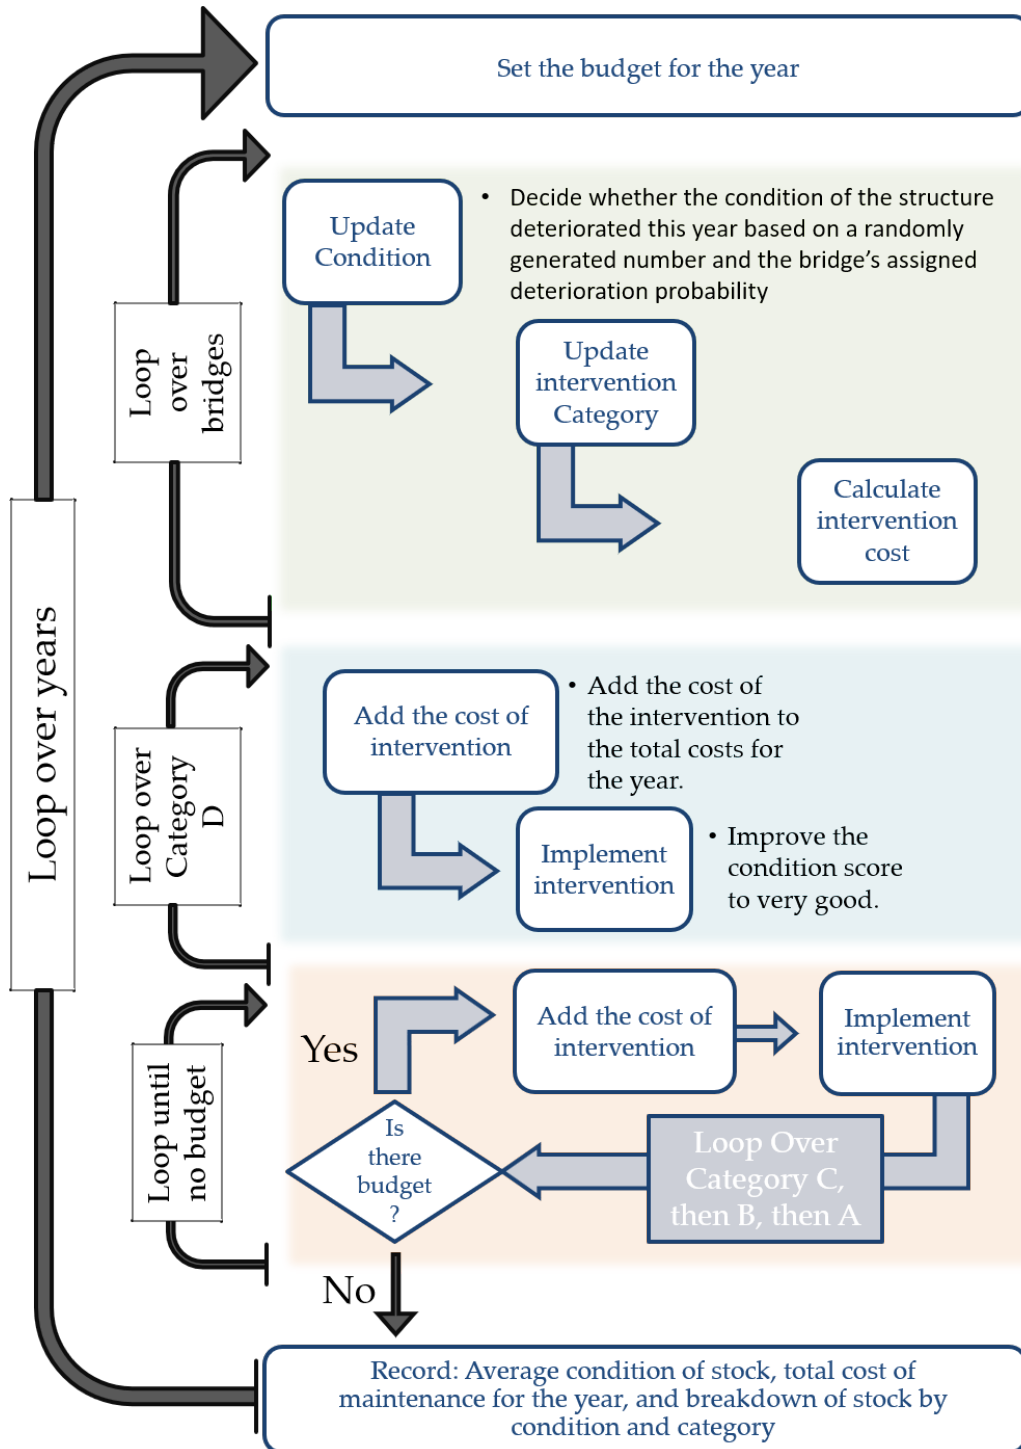 Set the budget for the year
Update
Condition
• Decide whether the condition of the structure
deteriorated this year based on a randomly
generated number and the bridge's assigned
deterioration probability
Loop
over
bridges
Update
intervention
Category
Calculate
intervention
cost
Loop over years
Add the cost of
intervention
• Add the cost of
the intervention to
the total costs for
the year.
Loop over
Category
D
Implement
intervention
• Improve the
condition score
to very good.
Loop until
no budget
Yes
Add the cost of
intervention
Implement
intervention
Is
there
budget
?
Loop Over
Category C,
then B, then A
No
Record: Average condition of stock, total cost of
maintenance for the year, and breakdown of stock by
condition and category